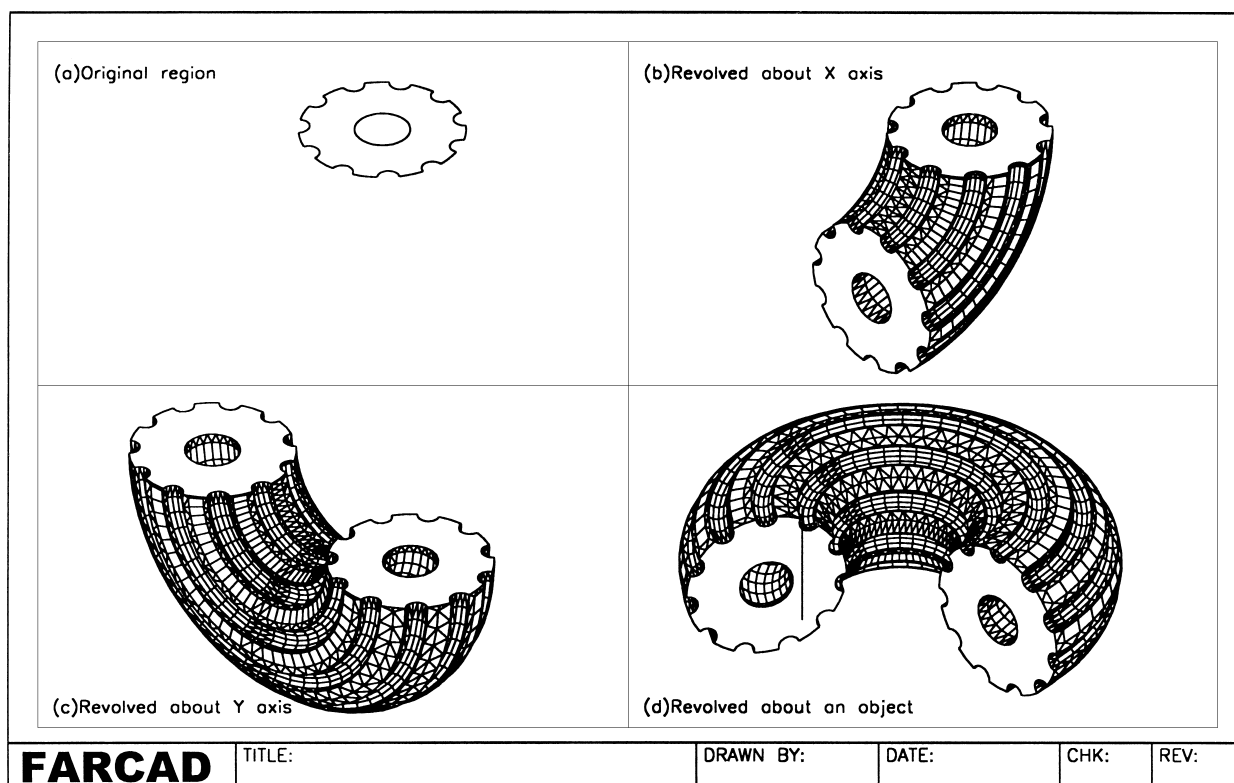 (a)Original region
(b)Revolved about X axis
(c)Revolved about Y axis
(d)Revolved about an object
FARCAD
TITLE:
DRAWN BY:
DATE:
CHK:
REV: